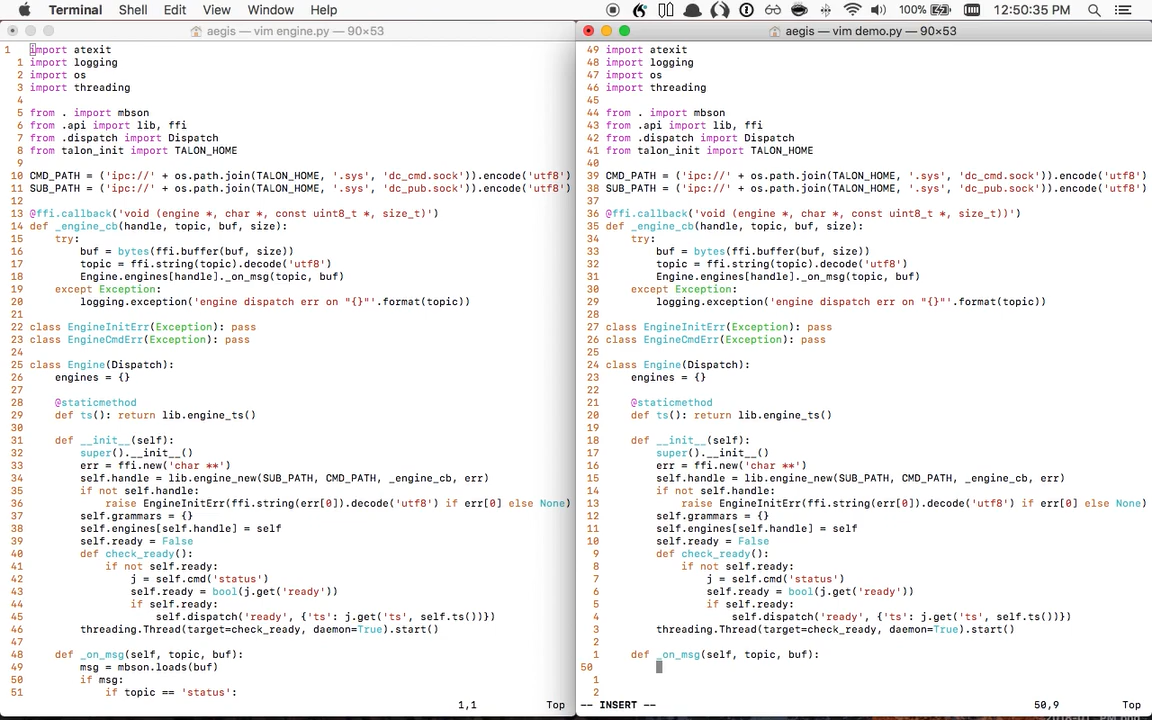 Terminal Shell Edit View Window Help 100% 12:50:35 PM
aegis — vim engine.py — 90×53
1 import atexit
1 import logging
2 import os
3 import threading
4
5 from . import mbson
6 from .api import lib, ffi
7 from .dispatch import Dispatch
8 from talon_init import TALON_HOME
9
10 CMD_PATH = ('ipc://' + os.path.join(TALON_HOME, '.sys', 'dc_cmd.sock')).encode('utf8')
11 SUB_PATH = ('ipc://' + os.path.join(TALON_HOME, '.sys', 'dc_pub.sock')).encode('utf8')
12
13 @ffi.callback('void (engine *, char *, const uint8_t *, size_t)')
14 def _engine_cb(handle, topic, buf, size):
15     try:
16         buf = bytes(ffi.buffer(buf, size))
17         topic = ffi.string(topic).decode('utf8')
18         Engine.engines[handle]._on_msg(topic, buf)
19     except Exception:
20         logging.exception('engine dispatch err on "{}"'.format(topic))
21
22 class EngineInitErr(Exception): pass
23 class EngineCmdErr(Exception): pass
24
25 class Engine(Dispatch):
26     engines = {}
27
28     @staticmethod
29     def ts(): return lib.engine_ts()
30
31     def __init__(self):
32         super().__init__()
33         err = ffi.new('char **')
34         self.handle = lib.engine_new(SUB_PATH, CMD_PATH, _engine_cb, err)
35         if not self.handle:
36             raise EngineInitErr(ffi.string(err[0]).decode('utf8') if err[0] else None)
37         self.grammars = {}
38         self.engines[self.handle] = self
39         self.ready = False
40         def check_ready():
41             if not self.ready:
42                 j = self.cmd('status')
43                 self.ready = bool(j.get('ready'))
44                 if self.ready:
45                     self.dispatch('ready', {'ts': j.get('ts', self.ts())})
46         threading.Thread(target=check_ready, daemon=True).start()
47
48     def _on_msg(self, topic, buf):
49         msg = mbson.loads(buf)
50         if msg:
51             if topic == 'status':
1,1 Top
aegis — vim demo.py — 90×53
49 import atexit
48 import logging
47 import os
46 import threading
45
44 from . import mbson
43 from .api import lib, ffi
42 from .dispatch import Dispatch
41 from talon_init import TALON_HOME
40
39 CMD_PATH = ('ipc://' + os.path.join(TALON_HOME, '.sys', 'dc_cmd.sock')).encode('utf8')
38 SUB_PATH = ('ipc://' + os.path.join(TALON_HOME, '.sys', 'dc_pub.sock')).encode('utf8')
37
36 @ffi.callback('void (engine *, char *, const uint8_t *, size_t))')
35 def _engine_cb(handle, topic, buf, size):
34     try:
33         buf = bytes(ffi.buffer(buf, size))
32         topic = ffi.string(topic).decode('utf8')
31         Engine.engines[handle]._on_msg(topic, buf)
30     except Exception:
29         logging.exception('engine dispatch err on "{}"'.format(topic))
28
27 class EngineInitErr(Exception): pass
26 class EngineCmdErr(Exception): pass
25
24 class Engine(Dispatch):
23     engines = {}
22
21     @staticmethod
20     def ts(): return lib.engine_ts()
19
18     def __init__(self):
17         super().__init__()
16         err = ffi.new('char **')
15         self.handle = lib.engine_new(SUB_PATH, CMD_PATH, _engine_cb, err)
14         if not self.handle:
13             raise EngineInitErr(ffi.string(err[0]).decode('utf8') if err[0] else None)
12         self.grammars = {}
11         self.engines[self.handle] = self
10         self.ready = False
9         def check_ready():
8             if not self.ready:
7                 j = self.cmd('status')
6                 self.ready = bool(j.get('ready'))
5                 if self.ready:
4                     self.dispatch('ready', {'ts': j.get('ts', self.ts())})
3         threading.Thread(target=check_ready, daemon=True).start()
2
1     def _on_msg(self, topic, buf):
50
1
2
-- INSERT -- 50,9 Top